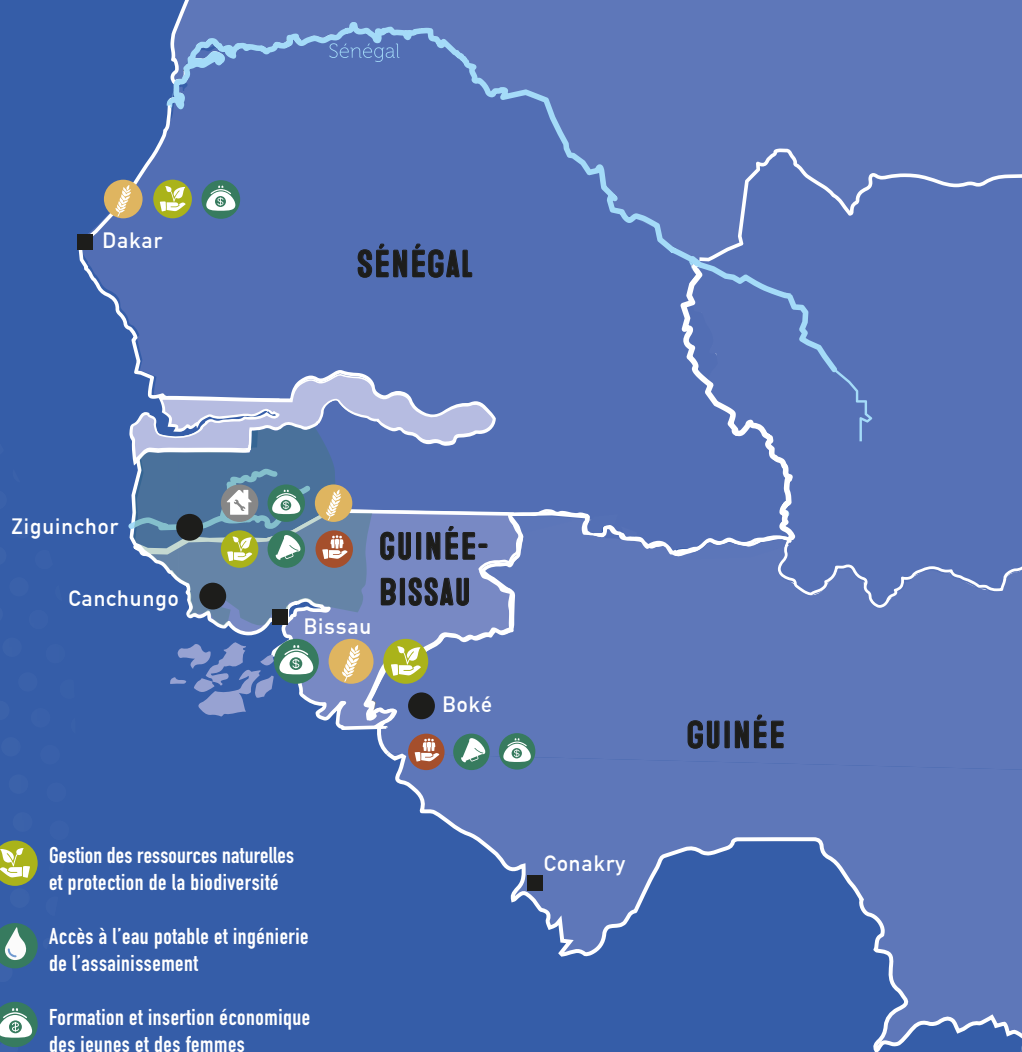 Sénégal
Dakar
SÉNÉGAL
Ziguinchor
GUINÉE-
BISSAU
Canchungo
Bissau
Boké
GUINÉE
Conakry
Gestion des ressources naturelles
et protection de la biodiversité
Accès à l'eau potable et ingénierie
de l'assainissement
Formation et insertion économique
des jeunes et des femmes